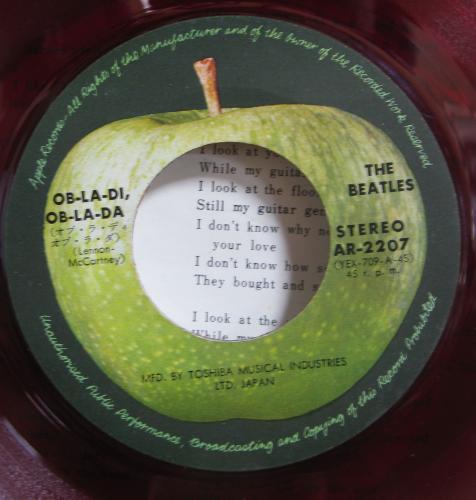 Apple Records-All Rights of the Manufacturer and of the Owner of the Recorded Work Reserved
OB-LA-DI,
OB-LA-DA
(オブ・ラ・ディ
オブ・ラ・ダ)
(Lennon-
McCartney)
THE
BEATLES
STEREO
AR-2207
(YEX-709-A-45)
45 r. p. m.
I look at
While my guita
I look at the floo
Still my guitar gen
I don't know why n
your love
I don't know how s
They bought and s
I look at the
While my
MFD. BY TOSHIBA MUSICAL INDUSTRIES
LTD. JAPAN
Unauthorised Public Performance, Broadcasting and Copying of this Record Prohibited